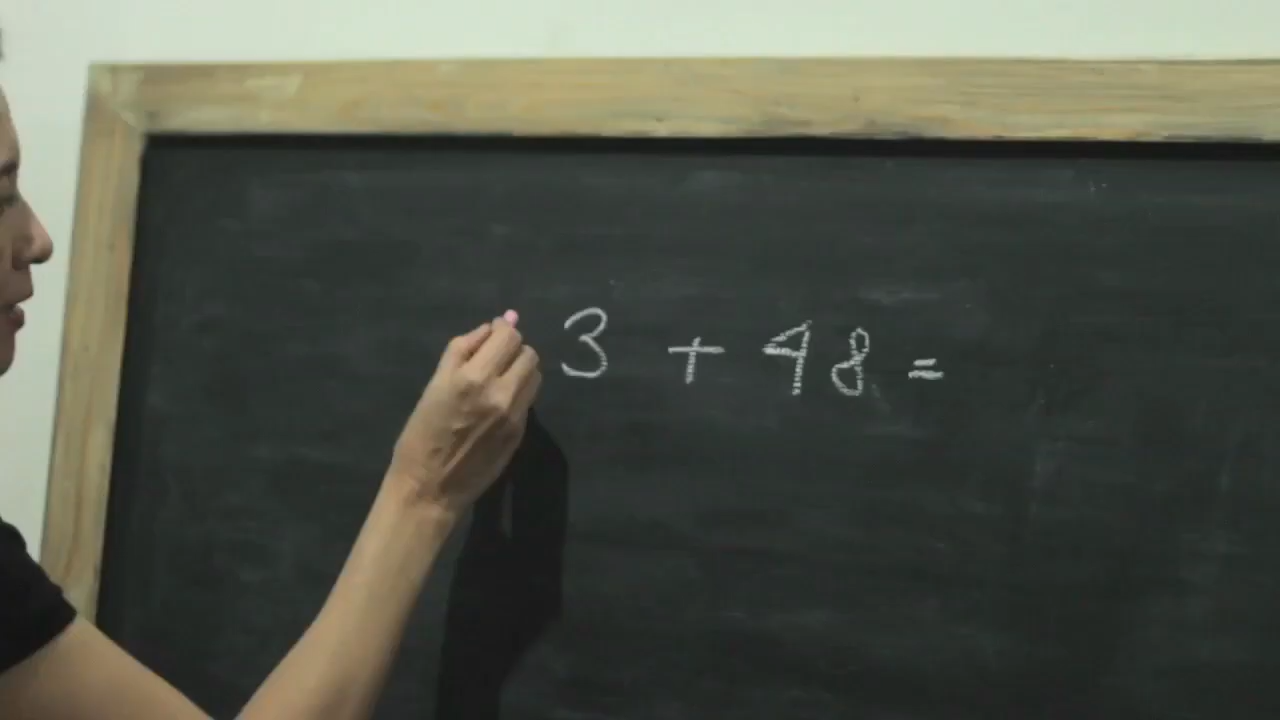 3 + 48 =